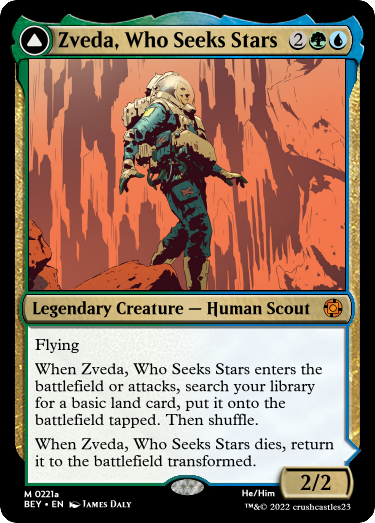 Zveda, Who Seeks Stars 2
Legendary Creature — Human Scout
Flying
When Zveda, Who Seeks Stars enters the
battlefield or attacks, search your library
for a basic land card, put it onto the
battlefield tapped. Then shuffle.
When Zveda, Who Seeks Stars dies, return
it to the battlefield transformed.
2/2
M 0221a
He/Him
BEY • EN JAMES DALY
™&© 2022 crushcastles23